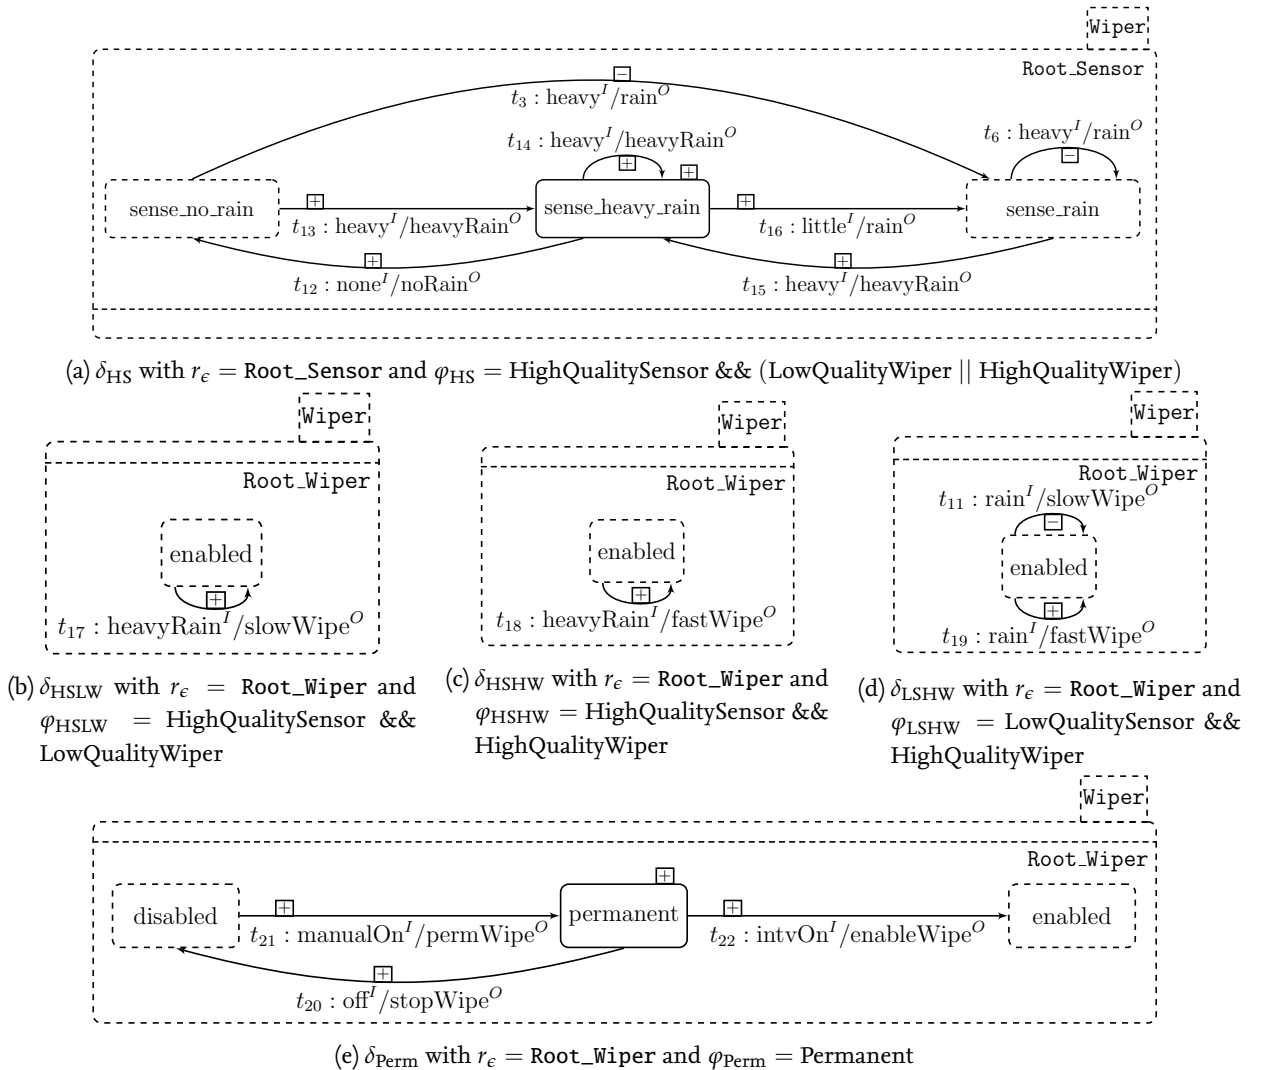 Wiper
Root_Sensor
−
t₃ : heavyᴵ/rainᴼ
t₁₄ : heavyᴵ/heavyRainᴼ
t₆ : heavyᴵ/rainᴼ
+ + −
sense_no_rain + sense_heavy_rain + sense_rain
t₁₃ : heavyᴵ/heavyRainᴼ t₁₆ : littleᴵ/rainᴼ
+ +
t₁₂ : noneᴵ/noRainᴼ t₁₅ : heavyᴵ/heavyRainᴼ
(a) δHS with rϵ = Root_Sensor and φHS = HighQualitySensor && (LowQualityWiper || HighQualityWiper)
Wiper
Root_Wiper
enabled
+
t₁₇ : heavyRainᴵ/slowWipeᴼ
(b) δHSLW with rϵ = Root_Wiper and
φHSLW = HighQualitySensor &&
LowQualityWiper
Wiper
Root_Wiper
enabled
+
t₁₈ : heavyRainᴵ/fastWipeᴼ
(c) δHSHW with rϵ = Root_Wiper and
φHSHW = HighQualitySensor &&
HighQualityWiper
Wiper
Root_Wiper
t₁₁ : rainᴵ/slowWipeᴼ
−
enabled
+
t₁₉ : rainᴵ/fastWipeᴼ
(d) δLSHW with rϵ = Root_Wiper and
φLSHW = LowQualitySensor &&
HighQualityWiper
Wiper
Root_Wiper
+
disabled + permanent + enabled
t₂₁ : manualOnᴵ/permWipeᴼ t₂₂ : intvOnᴵ/enableWipeᴼ
+
t₂₀ : offᴵ/stopWipeᴼ
(e) δPerm with rϵ = Root_Wiper and φPerm = Permanent